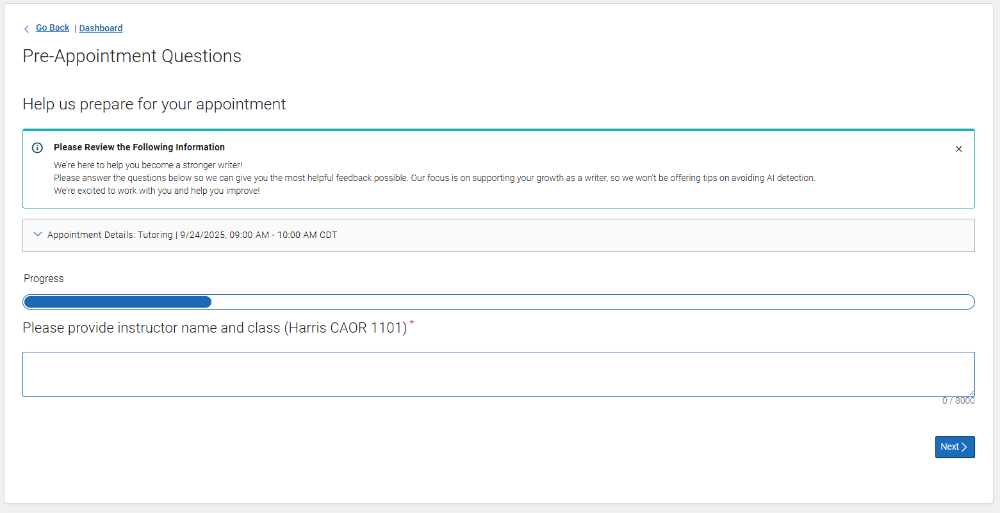 Go Back | Dashboard
Pre-Appointment Questions
Help us prepare for your appointment
Please Review the Following Information
We're here to help you become a stronger writer!
Please answer the questions below so we can give you the most helpful feedback possible. Our focus is on supporting your growth as a writer, so we won't be offering tips on avoiding AI detection.
We're excited to work with you and help you improve!
Appointment Details: Tutoring | 9/24/2025, 09:00 AM - 10:00 AM CDT
Progress
Please provide instructor name and class (Harris CAOR 1101) *
0 / 8000
Next